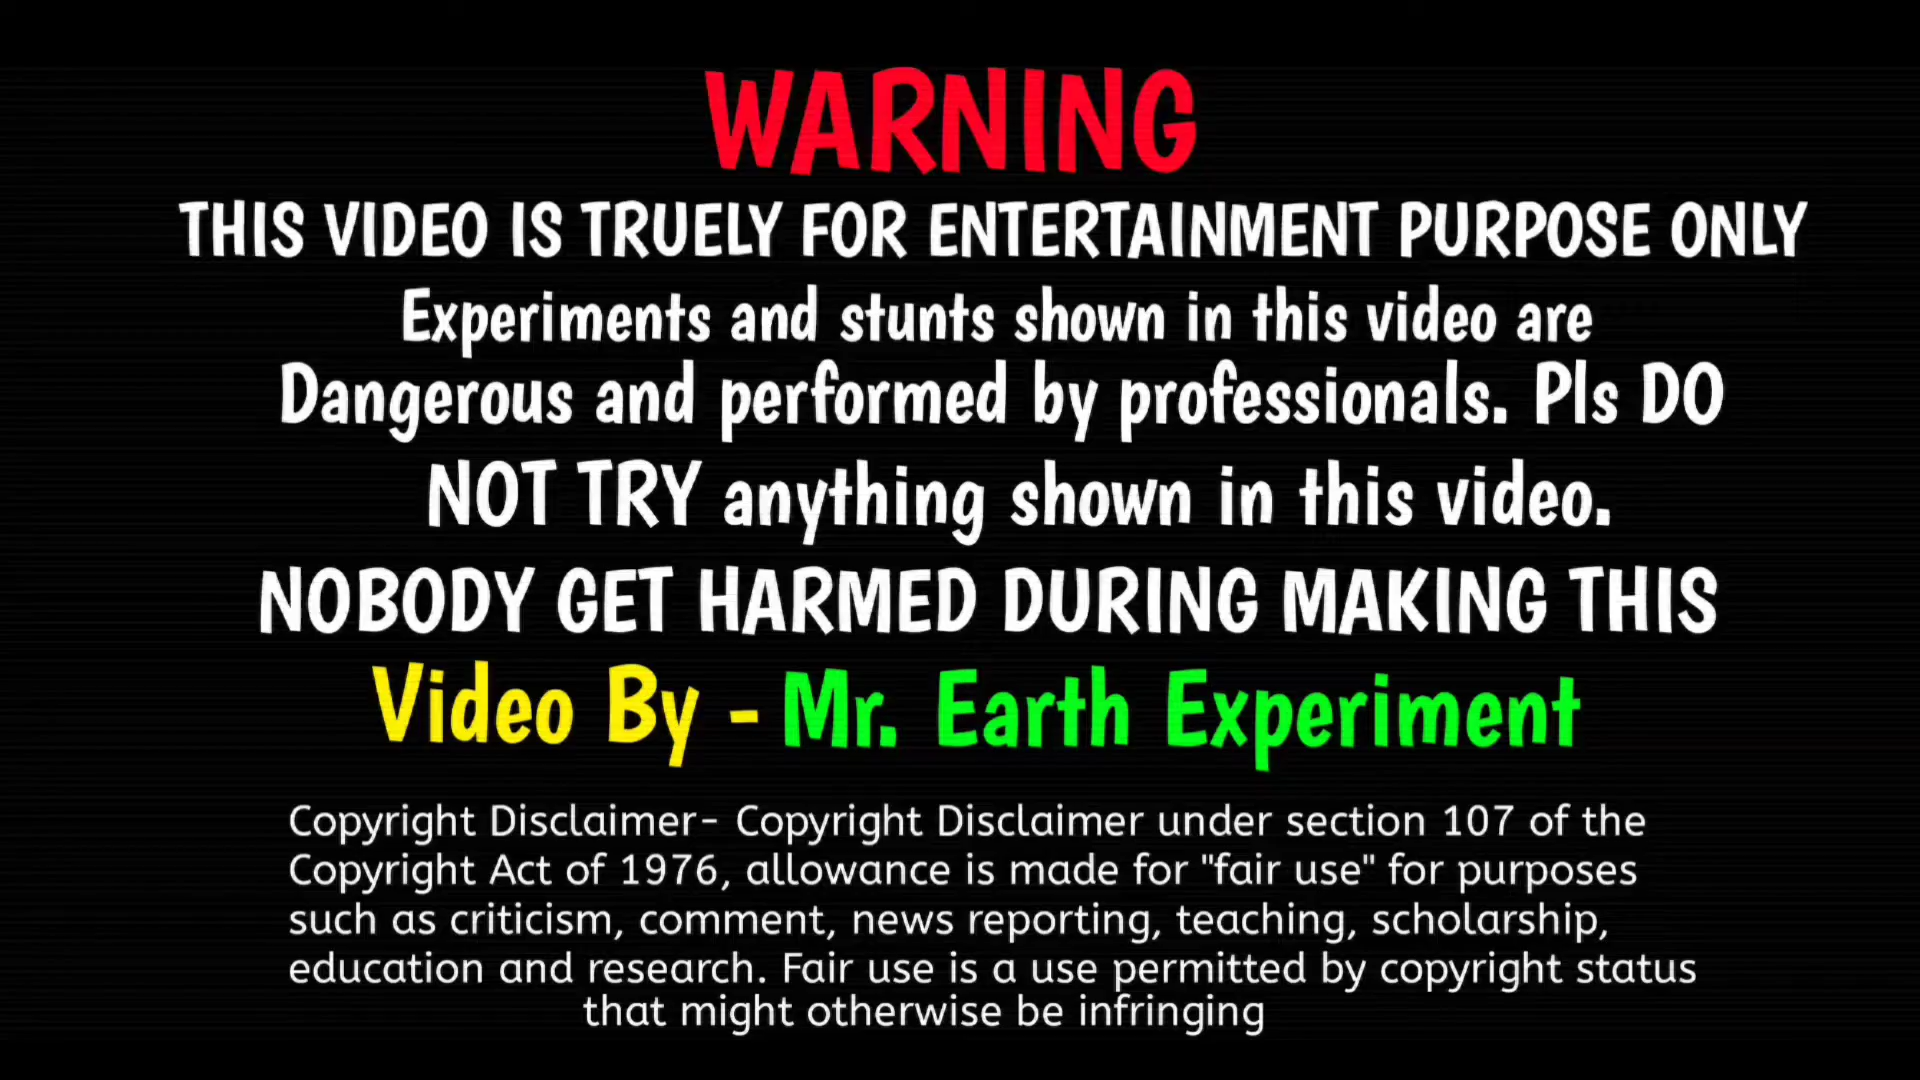 WARNING
THIS VIDEO IS TRUELY FOR ENTERTAINMENT PURPOSE ONLY
Experiments and stunts shown in this video are
Dangerous and performed by professionals. Pls DO
NOT TRY anything shown in this video.
NOBODY GET HARMED DURING MAKING THIS
Video By - Mr. Earth Experiment
Copyright Disclaimer- Copyright Disclaimer under section 107 of the
Copyright Act of 1976, allowance is made for "fair use" for purposes
such as criticism, comment, news reporting, teaching, scholarship,
education and research. Fair use is a use permitted by copyright status
that might otherwise be infringing